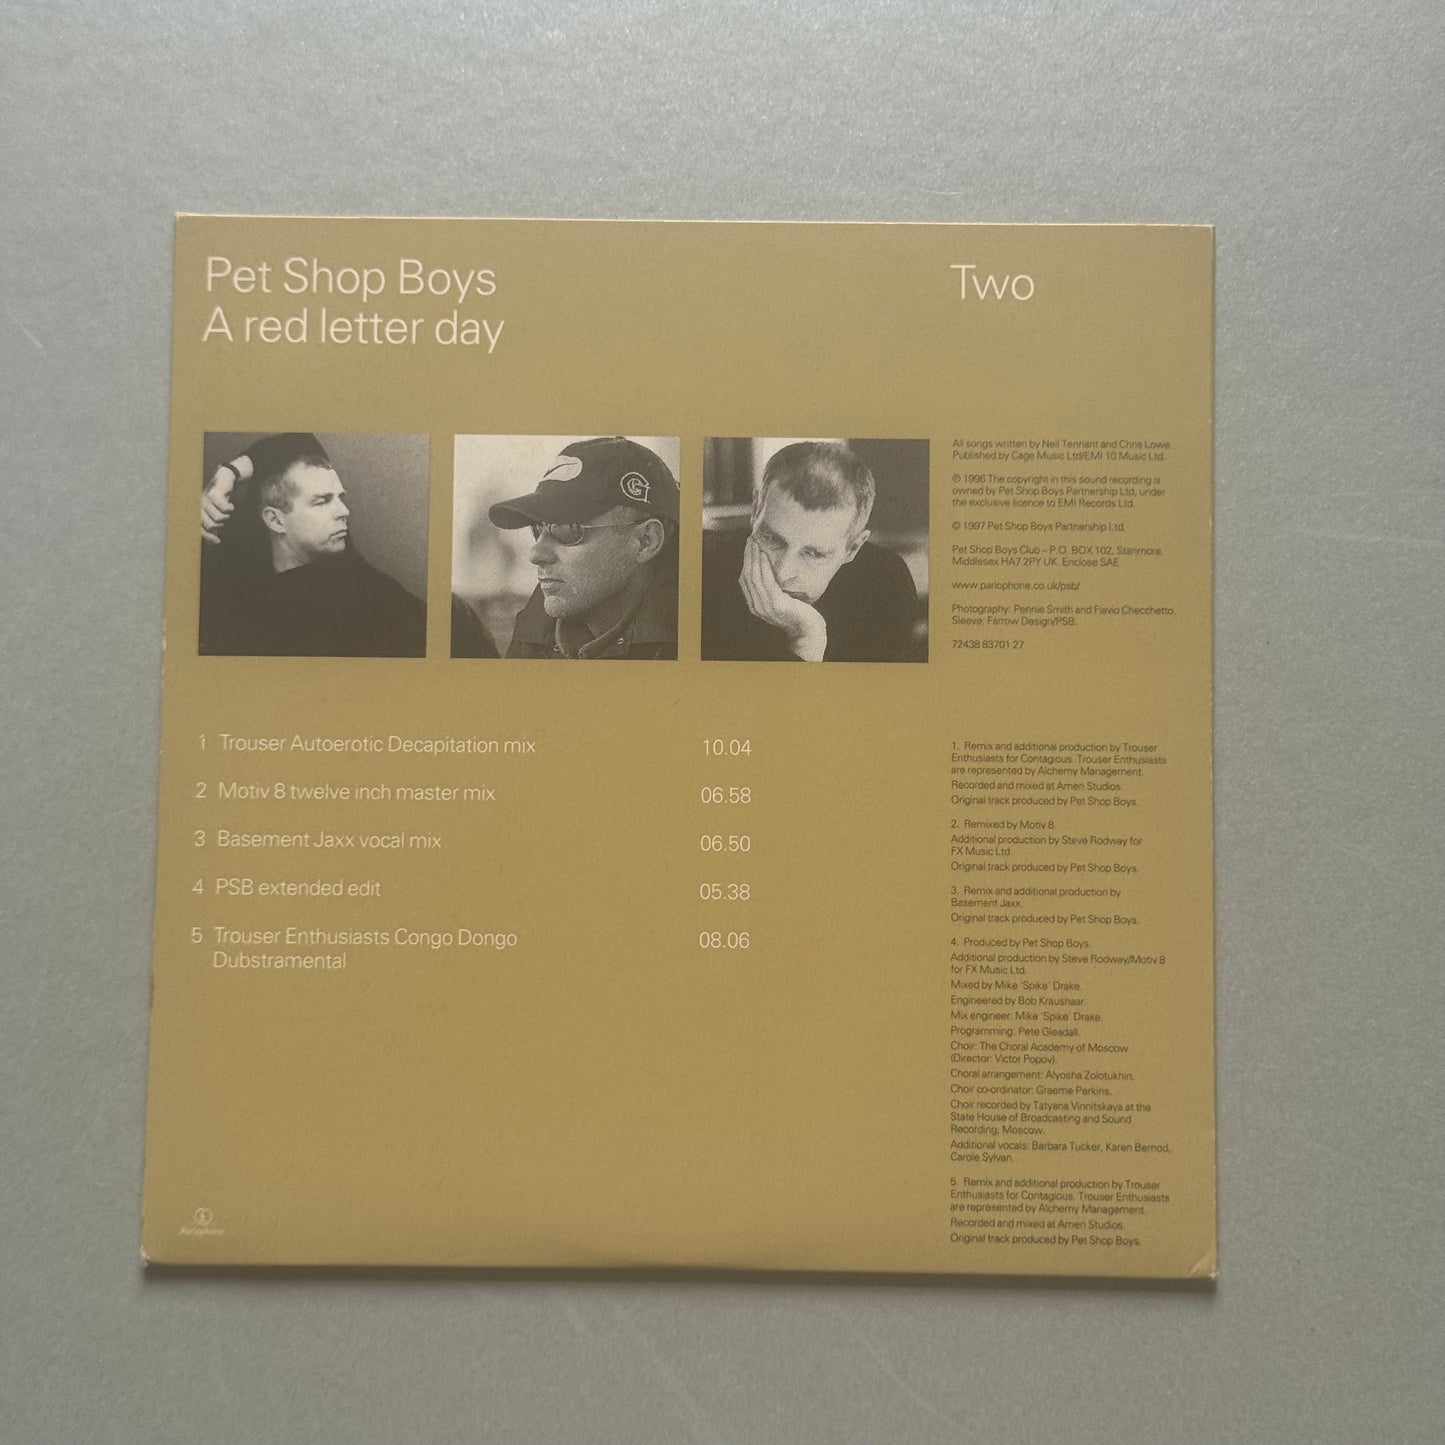 Pet Shop Boys
A red letter day
Two
All songs written by Neil Tennant and Chris Lowe.
Published by Cage Music Ltd/EMI 10 Music Ltd.
℗ 1996 The copyright in this sound recording is
owned by Pet Shop Boys Partnership Ltd, under
the exclusive licence to EMI Records Ltd.
© 1997 Pet Shop Boys Partnership Ltd.
Pet Shop Boys Club – P.O. BOX 102, Stanmore,
Middlesex HA7 2PY UK. Enclose SAE.
www.parlophone.co.uk/psb/
Photography: Pennie Smith and Flavio Checchetto.
Sleeve: Farrow Design/PSB.
72438 83701 27
1 Trouser Autoerotic Decapitation mix 10.04
2 Motiv 8 twelve inch master mix 06.58
3 Basement Jaxx vocal mix 06.50
4 PSB extended edit 05.38
5 Trouser Enthusiasts Congo Dongo 08.06
Dubstramental
1. Remix and additional production by Trouser
Enthusiasts for Contagious. Trouser Enthusiasts
are represented by Alchemy Management.
Recorded and mixed at Amen Studios.
Original track produced by Pet Shop Boys.
2. Remixed by Motiv 8.
Additional production by Steve Rodway for
FX Music Ltd.
Original track produced by Pet Shop Boys.
3. Remix and additional production by
Basement Jaxx.
Original track produced by Pet Shop Boys.
4. Produced by Pet Shop Boys.
Additional production by Steve Rodway/Motiv 8
for FX Music Ltd.
Mixed by Mike 'Spike' Drake.
Engineered by Bob Kraushaar.
Mix engineer: Mike 'Spike' Drake.
Programming: Pete Gleadall.
Choir: The Choral Academy of Moscow
(Director: Victor Popov).
Choral arrangement: Alyosha Zolotukhin.
Choir co-ordinator: Graeme Perkins.
Choir recorded by Tatyana Vinnitskaya at the
State House of Broadcasting and Sound
Recording, Moscow.
Additional vocals: Barbara Tucker, Karen Bernod,
Carole Sylvan.
5. Remix and additional production by Trouser
Enthusiasts for Contagious. Trouser Enthusiasts
are represented by Alchemy Management.
Recorded and mixed at Amen Studios.
Original track produced by Pet Shop Boys.
Parlophone